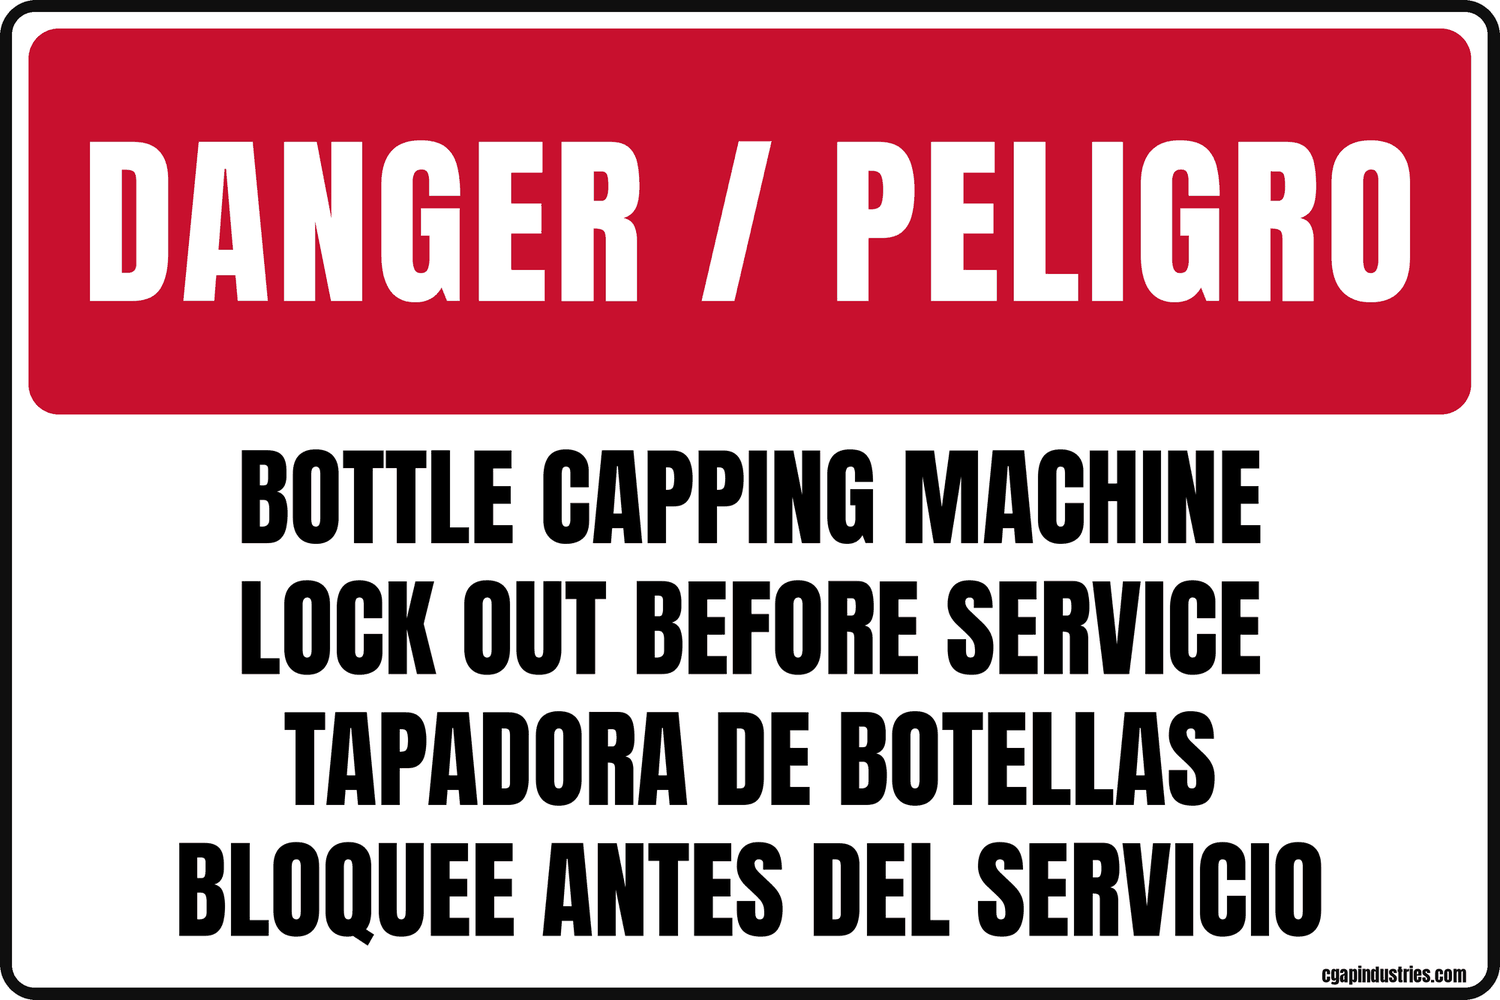 DANGER / PELIGRO
BOTTLE CAPPING MACHINE
LOCK OUT BEFORE SERVICE
TAPADORA DE BOTELLAS
BLOQUEE ANTES DEL SERVICIO
cgapindustries.com